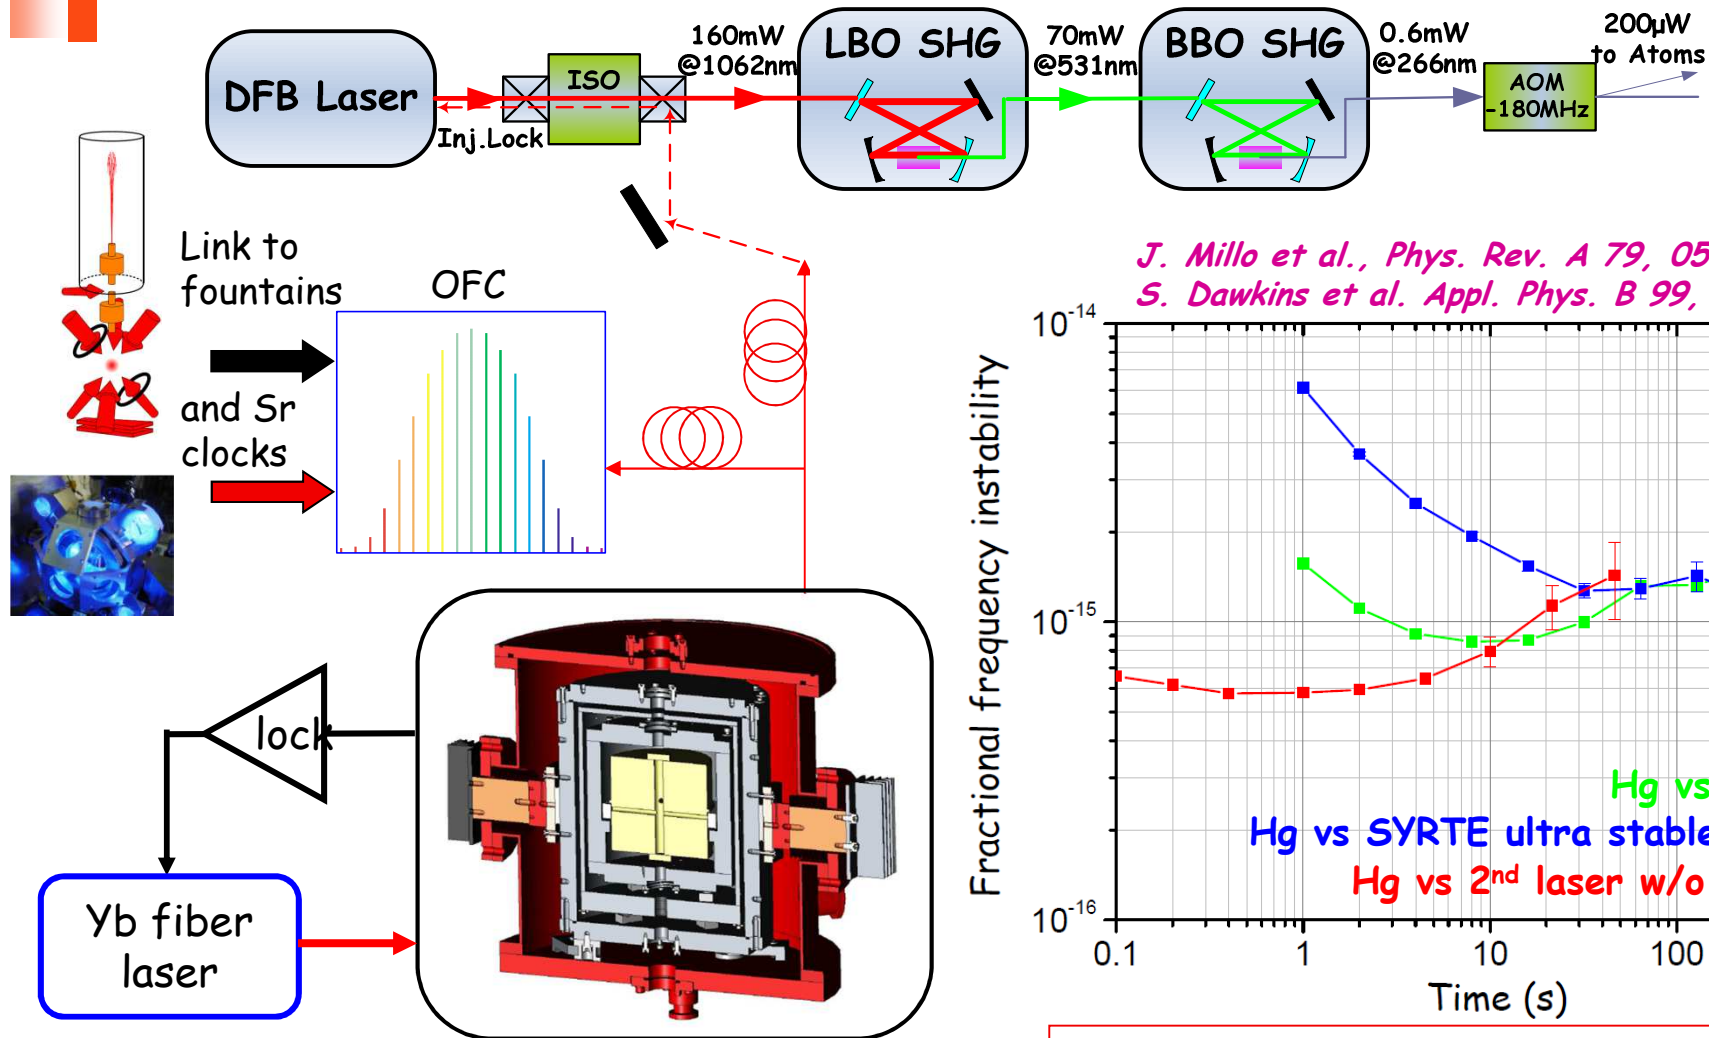 DFB Laser
Inj.Lock
ISO
160mW
@1062nm
LBO SHG
70mW
@531nm
BBO SHG
0.6mW
@266nm
200µW
to Atoms
AOM
-180MHz
Link to
fountains
and Sr
clocks
OFC
J. Millo et al., Phys. Rev. A 79, 05
S. Dawkins et al. Appl. Phys. B 99,
Fractional frequency instability
10⁻¹⁴
10⁻¹⁵
10⁻¹⁶
Hg vs
Hg vs SYRTE ultra stable
Hg vs 2ⁿᵈ laser w/o
0.1 1 10 100
Time (s)
lock
Yb fiber
laser